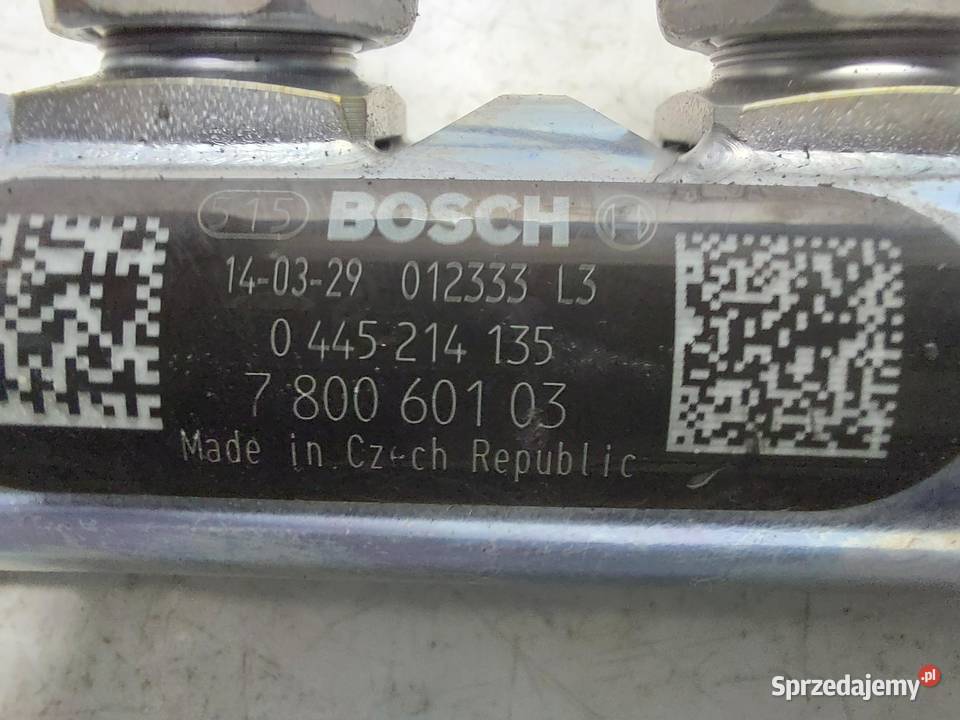 515 BOSCH
14-03-29 012333 L3
0 445 214 135
7 800 601 03
Made in Czech Republic
Sprzedajemy.pl